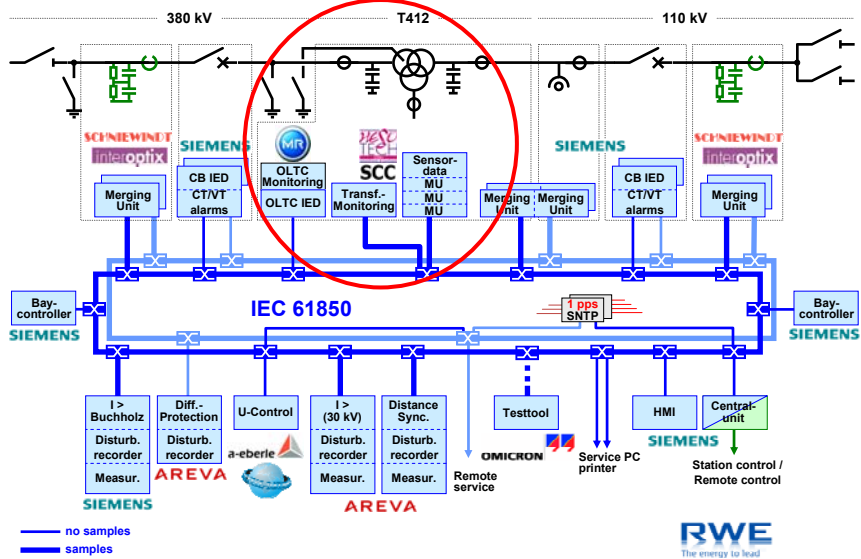 380 kV
T412
110 kV
SCHNIEWINDT
interoptix
SIEMENS
MR
HESO
TECH
SCC
SIEMENS
SCHNIEWINDT
interoptix
Merging
Unit
CB IED
CT/VT
alarms
OLTC
Monitoring
OLTC IED
Transf.-
Monitoring
Sensor-
data
MU
MU
MU
Merging
Unit
Merging
Unit
CB IED
CT/VT
alarms
Merging
Unit
Bay-
controller
SIEMENS
IEC 61850
1 pps
SNTP
Bay-
controller
SIEMENS
I >
Buchholz
Disturb.
recorder
Measur.
SIEMENS
Diff.-
Protection
Disturb.
recorder
AREVA
U-Control
a-eberle
I >
(30 kV)
Disturb.
recorder
Measur.
Distance
Sync.
Disturb.
recorder
Measur.
AREVA
Remote
service
Testtool
OMICRON
Service PC
printer
HMI
SIEMENS
Central-
unit
Station control /
Remote control
no samples
samples
RWE
The energy to lead